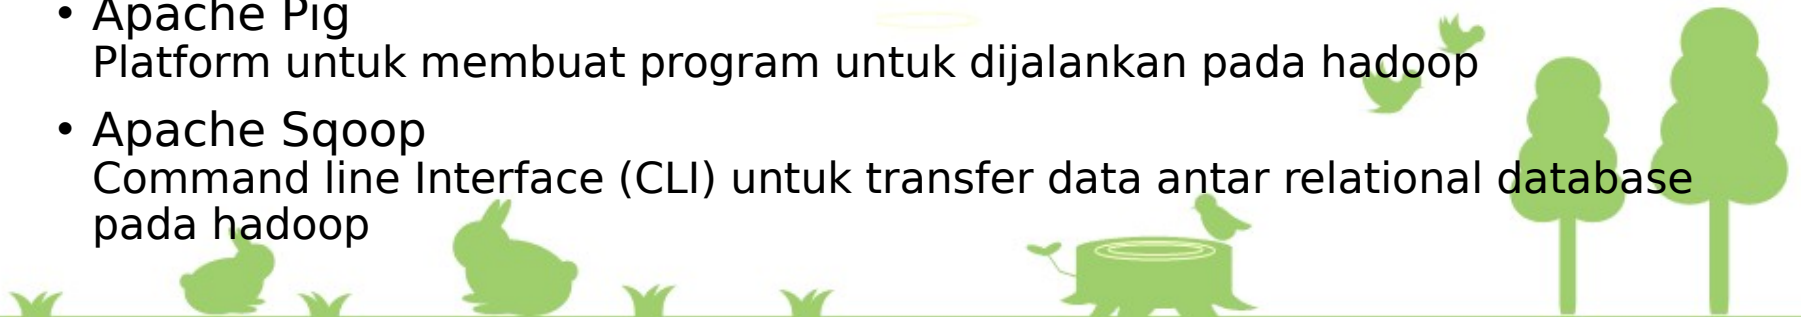 • Apache Pig
Platform untuk membuat program untuk dijalankan pada hadoop
• Apache Sqoop
Command line Interface (CLI) untuk transfer data antar relational database
pada hadoop